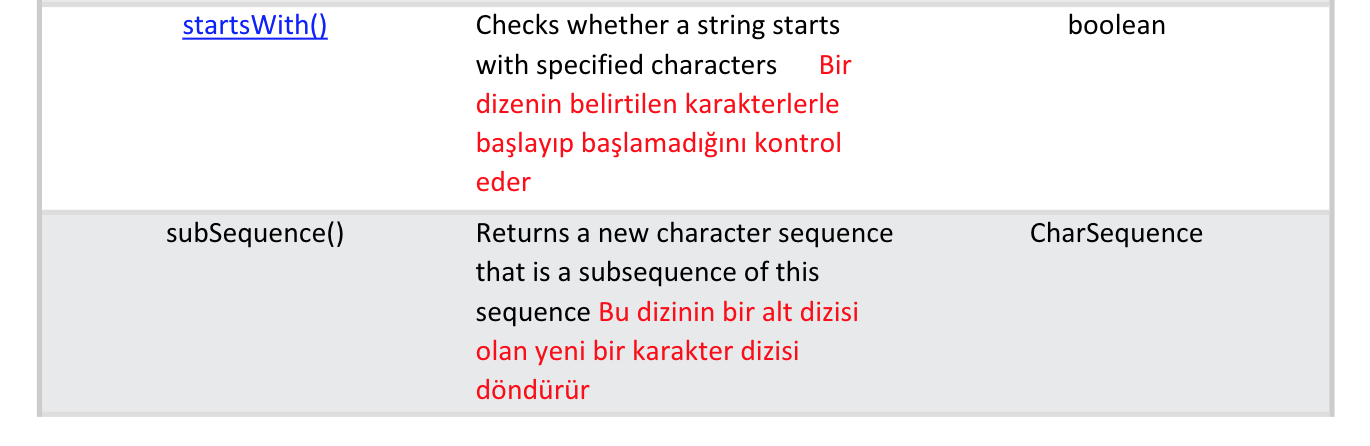 startsWith() Checks whether a string starts boolean
with specified characters Bir
dizenin belirtilen karakterlerle
başlayıp başlamadığını kontrol
eder
subSequence() Returns a new character sequence CharSequence
that is a subsequence of this
sequence Bu dizinin bir alt dizisi
olan yeni bir karakter dizisi
döndürür